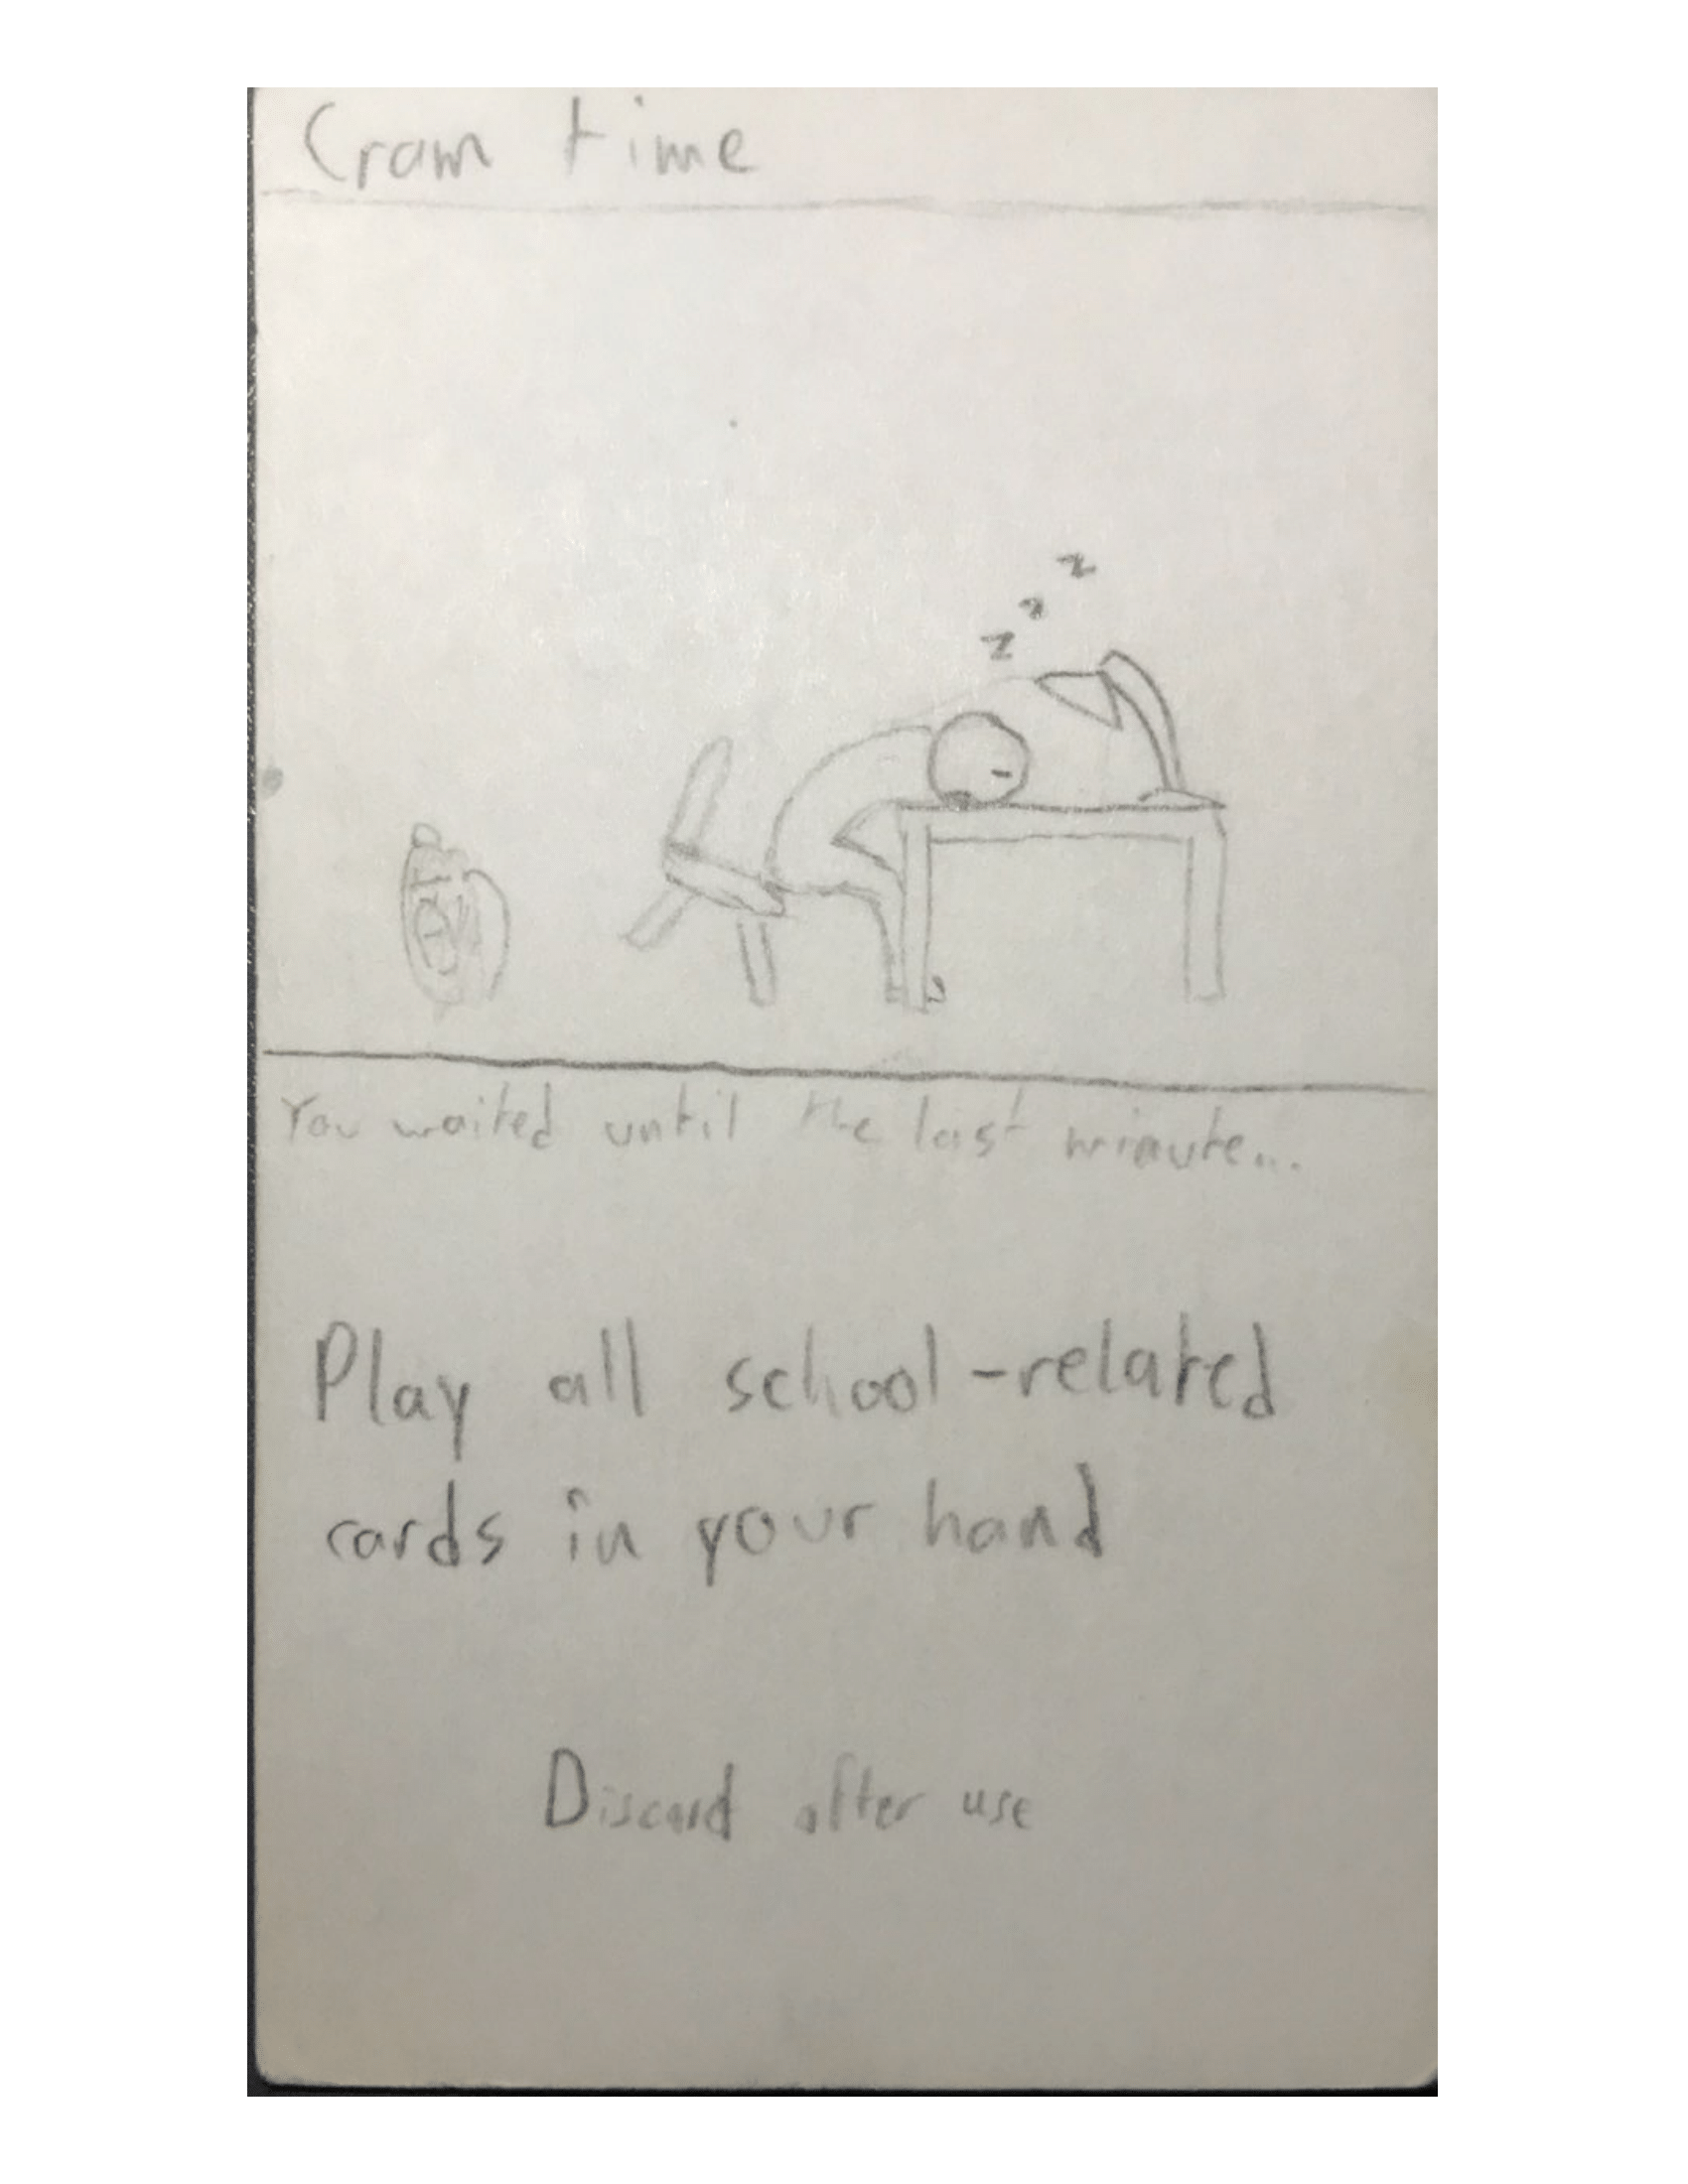 Cram time
z
z
z
You waited until the last minute...
Play all school-related
cards in your hand
Discard after use